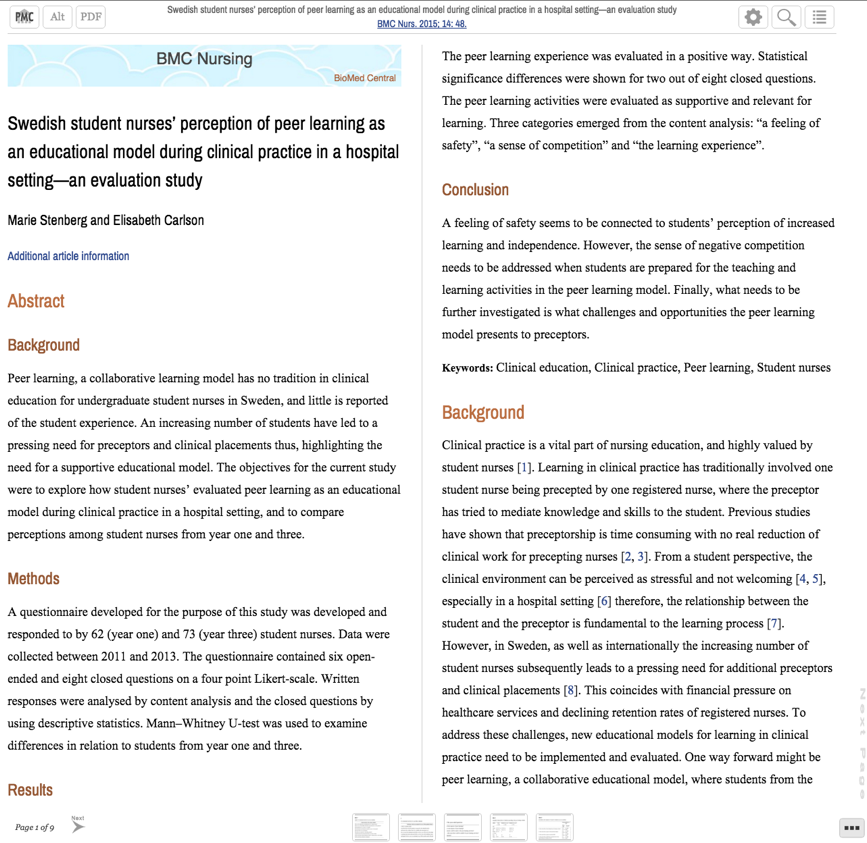 PMC
Alt
PDF
Swedish student nurses' perception of peer learning as an educational model during clinical practice in a hospital setting—an evaluation study
BMC Nurs. 2015; 14: 48.
BMC Nursing
BioMed Central
Swedish student nurses' perception of peer learning as
an educational model during clinical practice in a hospital
setting—an evaluation study
Marie Stenberg and Elisabeth Carlson
Additional article information
Abstract
Background
Peer learning, a collaborative learning model has no tradition in clinical
education for undergraduate student nurses in Sweden, and little is reported
of the student experience. An increasing number of students have led to a
pressing need for preceptors and clinical placements thus, highlighting the
need for a supportive educational model. The objectives for the current study
were to explore how student nurses' evaluated peer learning as an educational
model during clinical practice in a hospital setting, and to compare
perceptions among student nurses from year one and three.
Methods
A questionnaire developed for the purpose of this study was developed and
responded to by 62 (year one) and 73 (year three) student nurses. Data were
collected between 2011 and 2013. The questionnaire contained six open-
ended and eight closed questions on a four point Likert-scale. Written
responses were analysed by content analysis and the closed questions by
using descriptive statistics. Mann–Whitney U-test was used to examine
differences in relation to students from year one and three.
Results
The peer learning experience was evaluated in a positive way. Statistical
significance differences were shown for two out of eight closed questions.
The peer learning activities were evaluated as supportive and relevant for
learning. Three categories emerged from the content analysis: “a feeling of
safety”, “a sense of competition” and “the learning experience”.
Conclusion
A feeling of safety seems to be connected to students' perception of increased
learning and independence. However, the sense of negative competition
needs to be addressed when students are prepared for the teaching and
learning activities in the peer learning model. Finally, what needs to be
further investigated is what challenges and opportunities the peer learning
model presents to preceptors.
Keywords: Clinical education, Clinical practice, Peer learning, Student nurses
Background
Clinical practice is a vital part of nursing education, and highly valued by
student nurses [1]. Learning in clinical practice has traditionally involved one
student nurse being precepted by one registered nurse, where the preceptor
has tried to mediate knowledge and skills to the student. Previous studies
have shown that preceptorship is time consuming with no real reduction of
clinical work for precepting nurses [2, 3]. From a student perspective, the
clinical environment can be perceived as stressful and not welcoming [4, 5],
especially in a hospital setting [6] therefore, the relationship between the
student and the preceptor is fundamental to the learning process [7].
However, in Sweden, as well as internationally the increasing number of
student nurses subsequently leads to a pressing need for additional preceptors
and clinical placements [8]. This coincides with financial pressure on
healthcare services and declining retention rates of registered nurses. To
address these challenges, new educational models for learning in clinical
practice need to be implemented and evaluated. One way forward might be
peer learning, a collaborative educational model, where students from the
Next Page
Page 1 of 9
Next